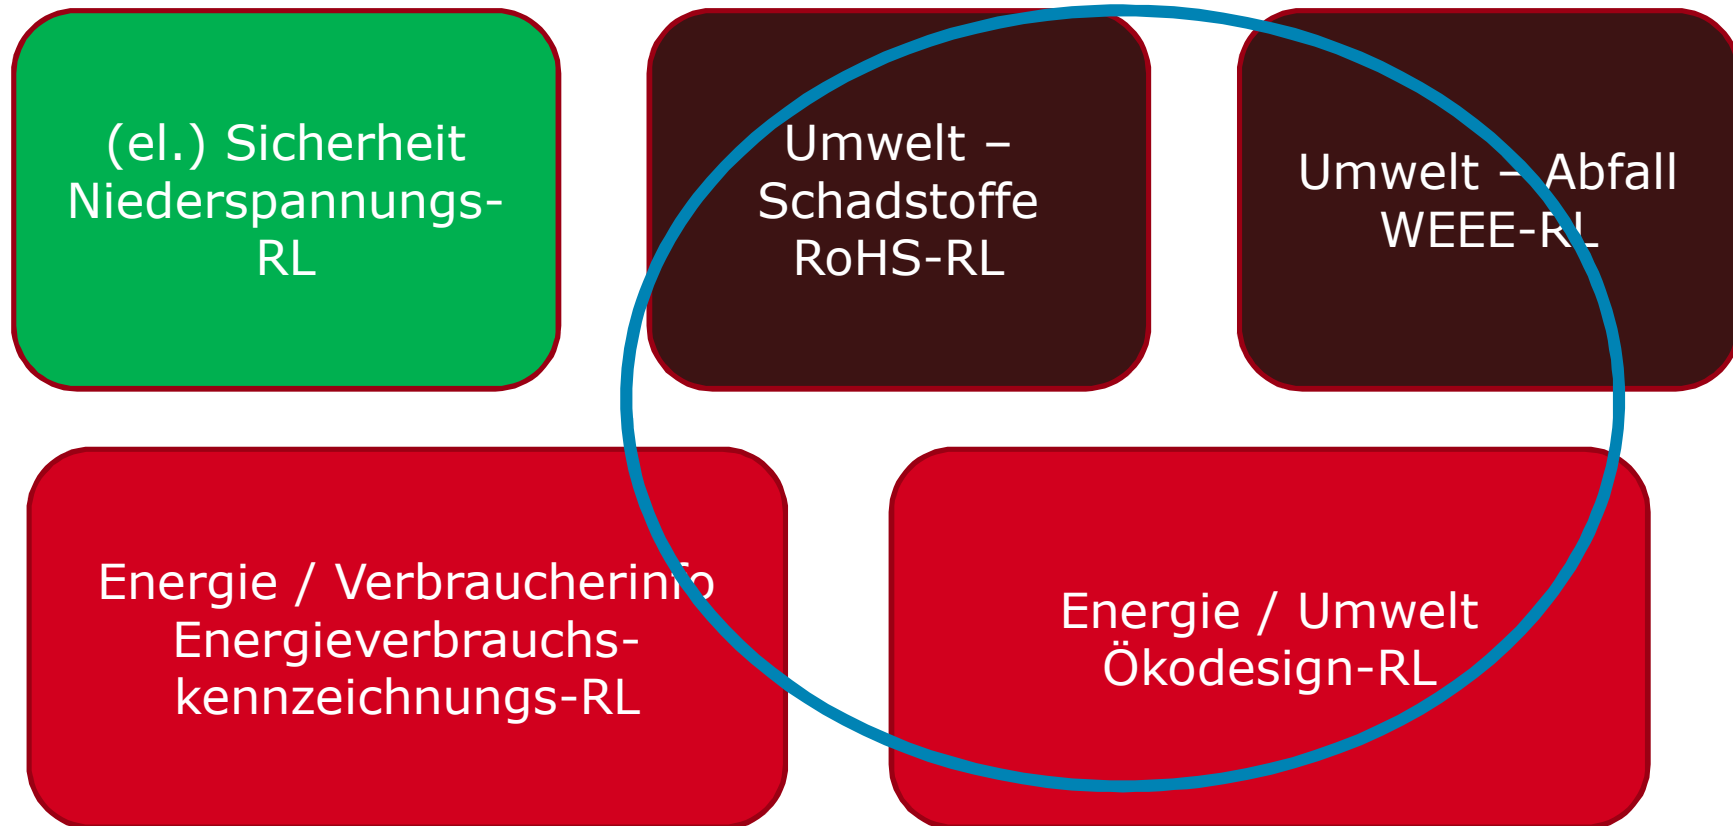 (el.) Sicherheit
Niederspannungs-
RL
Umwelt –
Schadstoffe
RoHS-RL
Umwelt – Abfall
WEEE-RL
Energie / Verbraucherinfo
Energieverbrauchs-
kennzeichnungs-RL
Energie / Umwelt
Ökodesign-RL